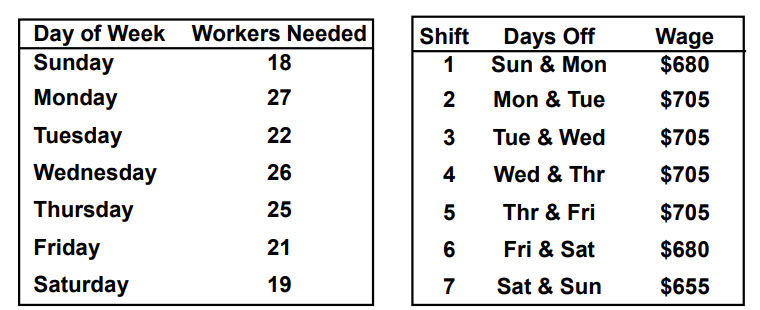 Day of Week Workers Needed
Sunday 18
Monday 27
Tuesday 22
Wednesday 26
Thursday 25
Friday 21
Saturday 19
Shift Days Off Wage
1 Sun & Mon $680
2 Mon & Tue $705
3 Tue & Wed $705
4 Wed & Thr $705
5 Thr & Fri $705
6 Fri & Sat $680
7 Sat & Sun $655